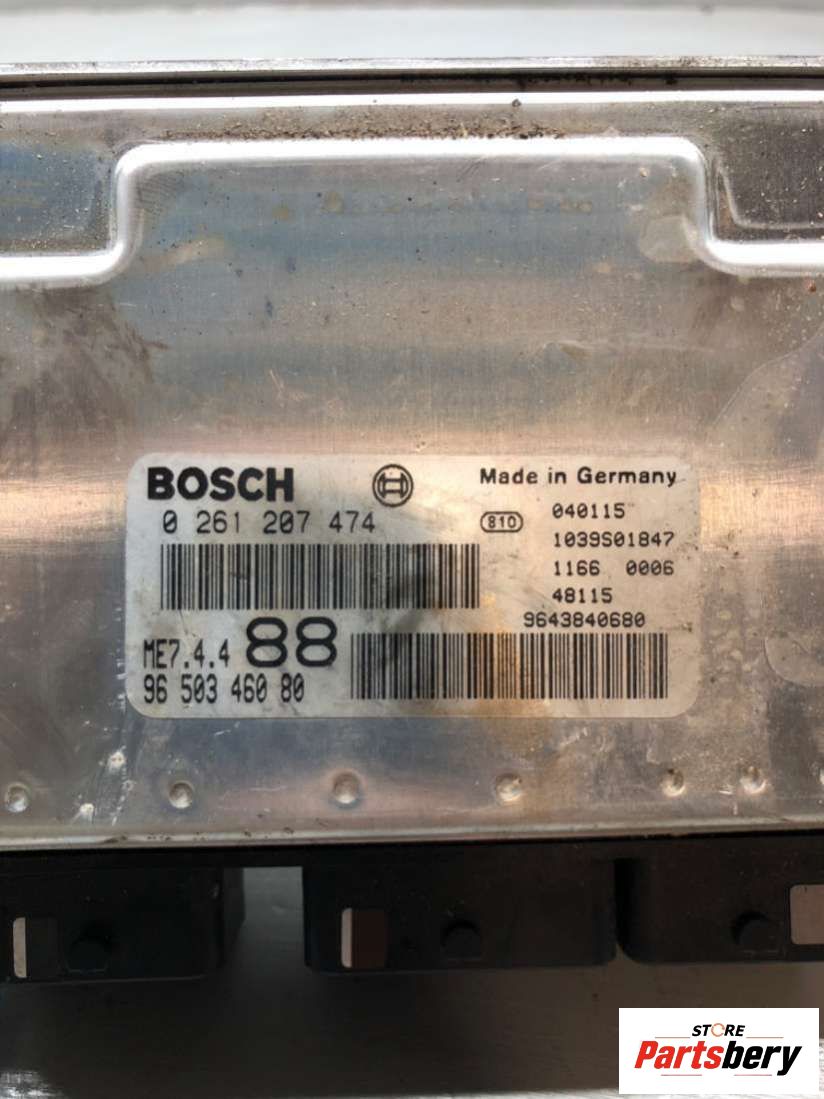 BOSCH
Made in Germany
0 261 207 474
810
040115
1039S01847
1166 0006
48115
9643840680
ME7.4.4 88
96 503 460 80
STORE
Partsbery